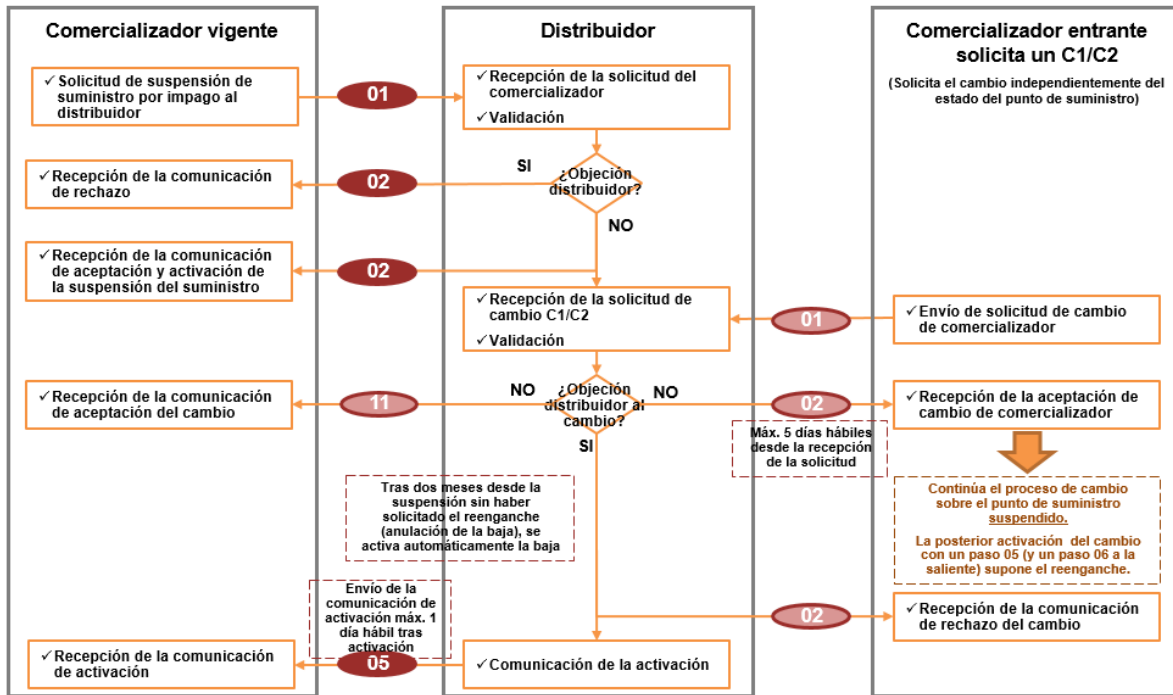 Comercializador vigente
Distribuidor
Comercializador entrante
solicita un C1/C2
(Solicita el cambio independientemente del
estado del punto de suministro)
✓ Solicitud de suspensión de
suministro por impago al
distribuidor
01
✓ Recepción de la solicitud del
comercializador
✓ Validación
SI
¿Objeción
distribuidor?
✓ Recepción de la comunicación
de rechazo
02
NO
✓ Recepción de la comunicación
de aceptación y activación de
la suspensión del suministro
02
✓ Recepción de la solicitud de
cambio C1/C2
✓ Validación
01
✓ Envío de solicitud de cambio
de comercializador
✓ Recepción de la comunicación
de aceptación del cambio
11
NO
¿Objeción
distribuidor al
cambio?
NO
02
✓ Recepción de la aceptación de
cambio de comercializador
SI
Máx. 5 días hábiles
desde la recepción
de la solicitud
Tras dos meses desde la
suspensión sin haber
solicitado el reenganche
(anulación de la baja), se
activa automáticamente la baja
Continúa el proceso de cambio
sobre el punto de suministro
suspendido.
La posterior activación del cambio
con un paso 05 (y un paso 06 a la
saliente) supone el reenganche.
Envío de la
comunicación de
activación máx. 1
día hábil tras
activación
02
✓ Recepción de la comunicación
de rechazo del cambio
✓ Recepción de la comunicación
de activación
05
✓ Comunicación de la activación